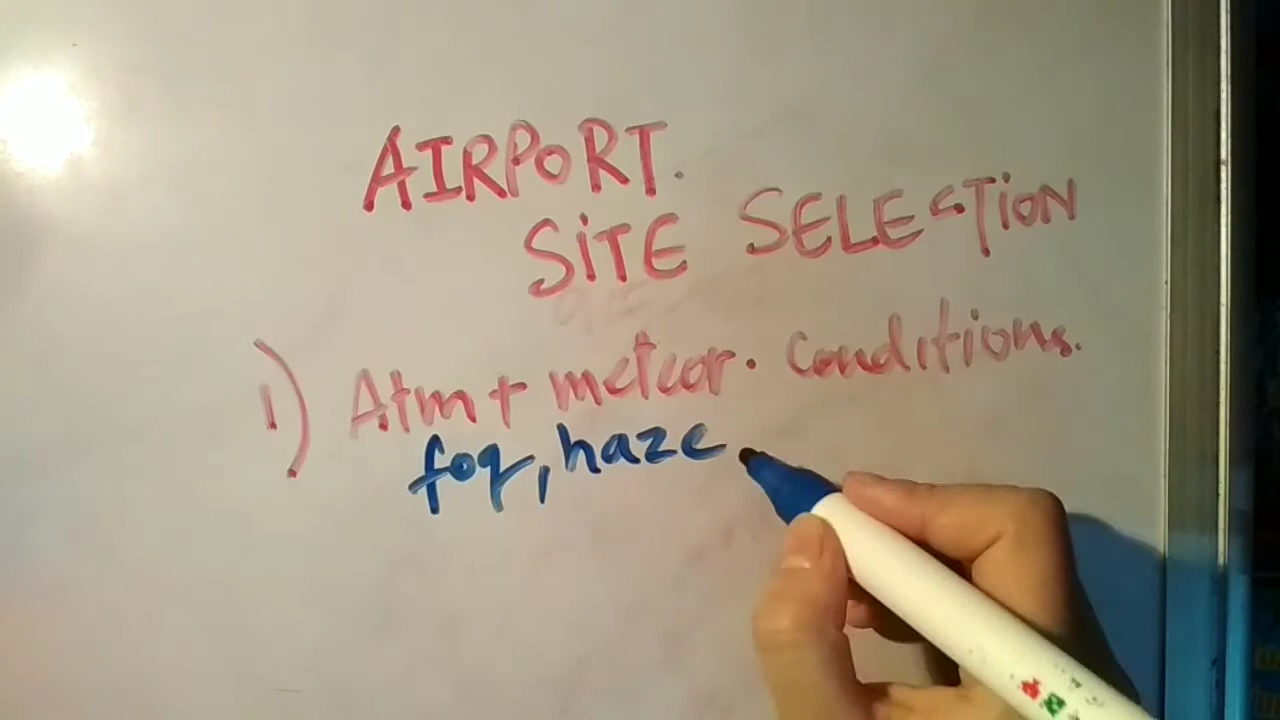 AIRPORT.
SITE SELECTION
1) Atm + meteor. Conditions.
fog, haze